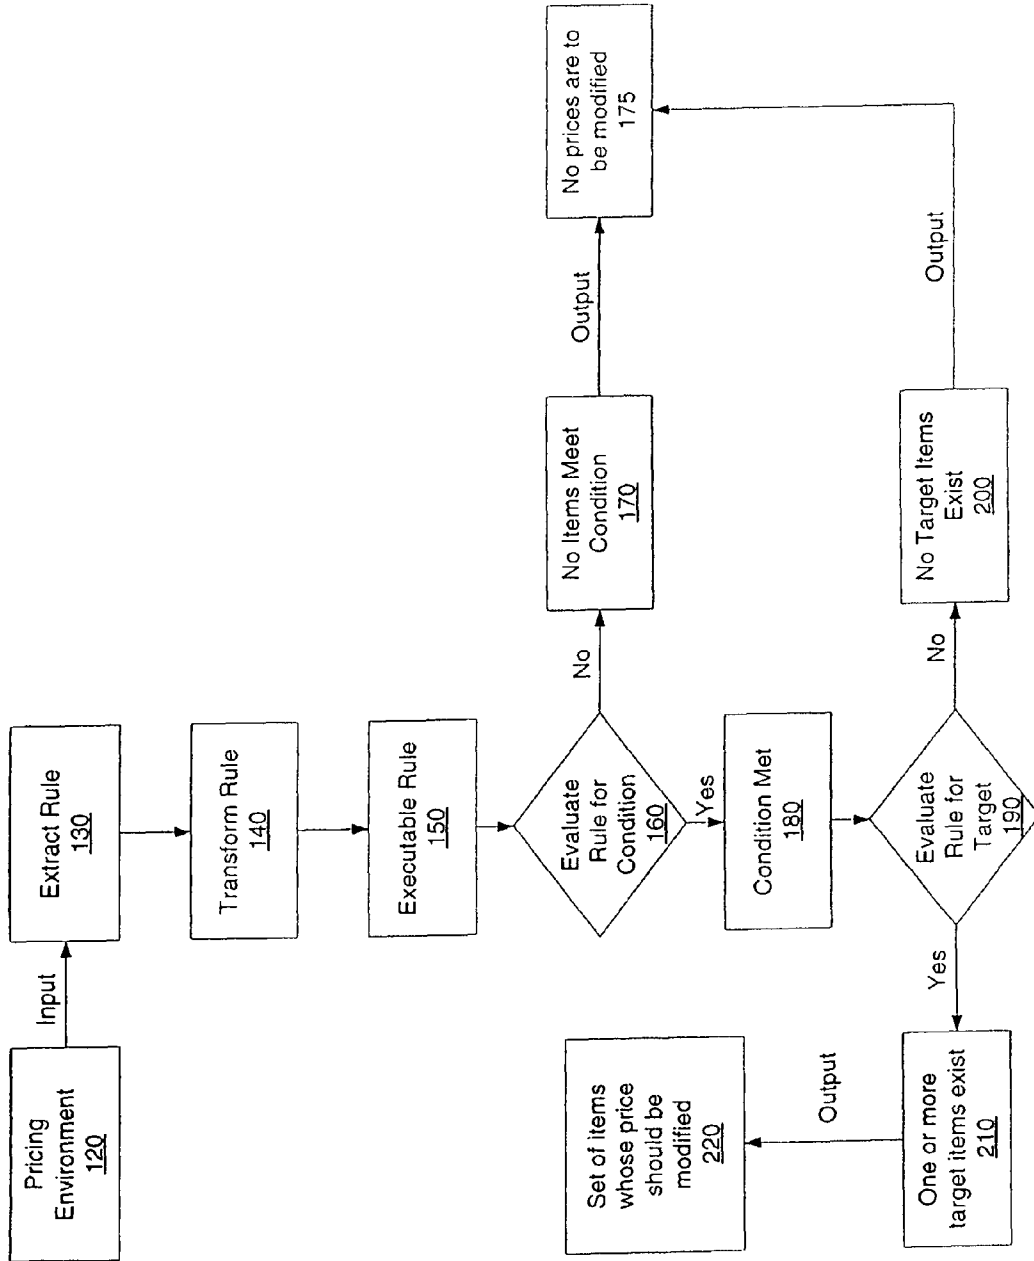 Pricing
Environment
120
Input
Extract Rule
130
Transform Rule
140
Executable Rule
150
Evaluate
Rule for
Condition
160
No
No Items Meet
Condition
170
Output
No prices are to
be modified
175
Yes
Condition Met
180
Evaluate
Rule for
Target
190
No
No Target Items
Exist
200
Output
Yes
One or more
target items exist
210
Output
Set of items
whose price
should be
modified
220